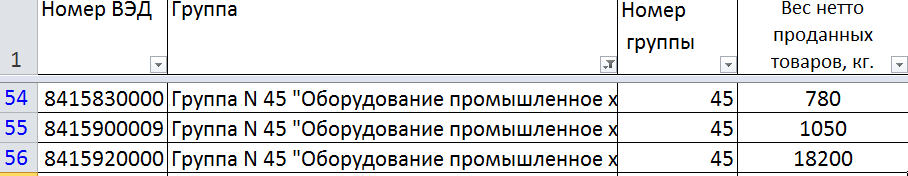 Номер ВЭД Группа Номер группы Вес нетто проданных товаров, кг.
1
54 8415830000 Группа N 45 "Оборудование промышленное х 45 780
55 8415900009 Группа N 45 "Оборудование промышленное х 45 1050
56 8415920000 Группа N 45 "Оборудование промышленное х 45 18200